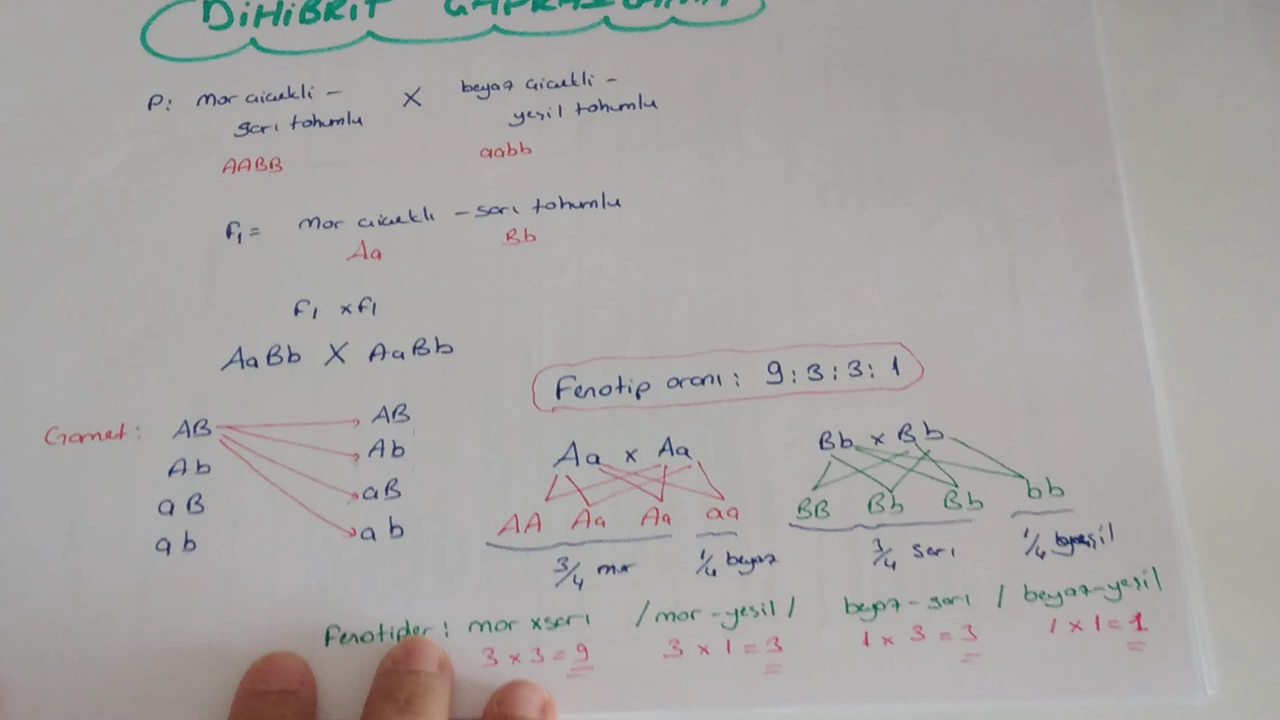 DİHİBRİT ÇAPRAZLAMA
P: mor çiçekli – X beyaz çiçekli –
sarı tohumlu yeşil tohumlu
AABB aabb
F₁ = mor çiçekli – sarı tohumlu
Aa Bb
F₁ x F₁
AaBb X AaBb
Fenotip oranı : 9 : 3 : 3 : 1
Gamet : AB AB
Ab Ab
aB aB
ab ab
Aa x Aa Bb x Bb
AA Aa Aa aa BB Bb Bb bb
3/4 mor 1/4 beyaz 3/4 sarı 1/4 yeşil
Fenotipler : mor x sarı / mor - yeşil / beyaz - sarı / beyaz - yeşil
3 x 3 = 9 3 x 1 = 3 1 x 3 = 3 1 x 1 = 1